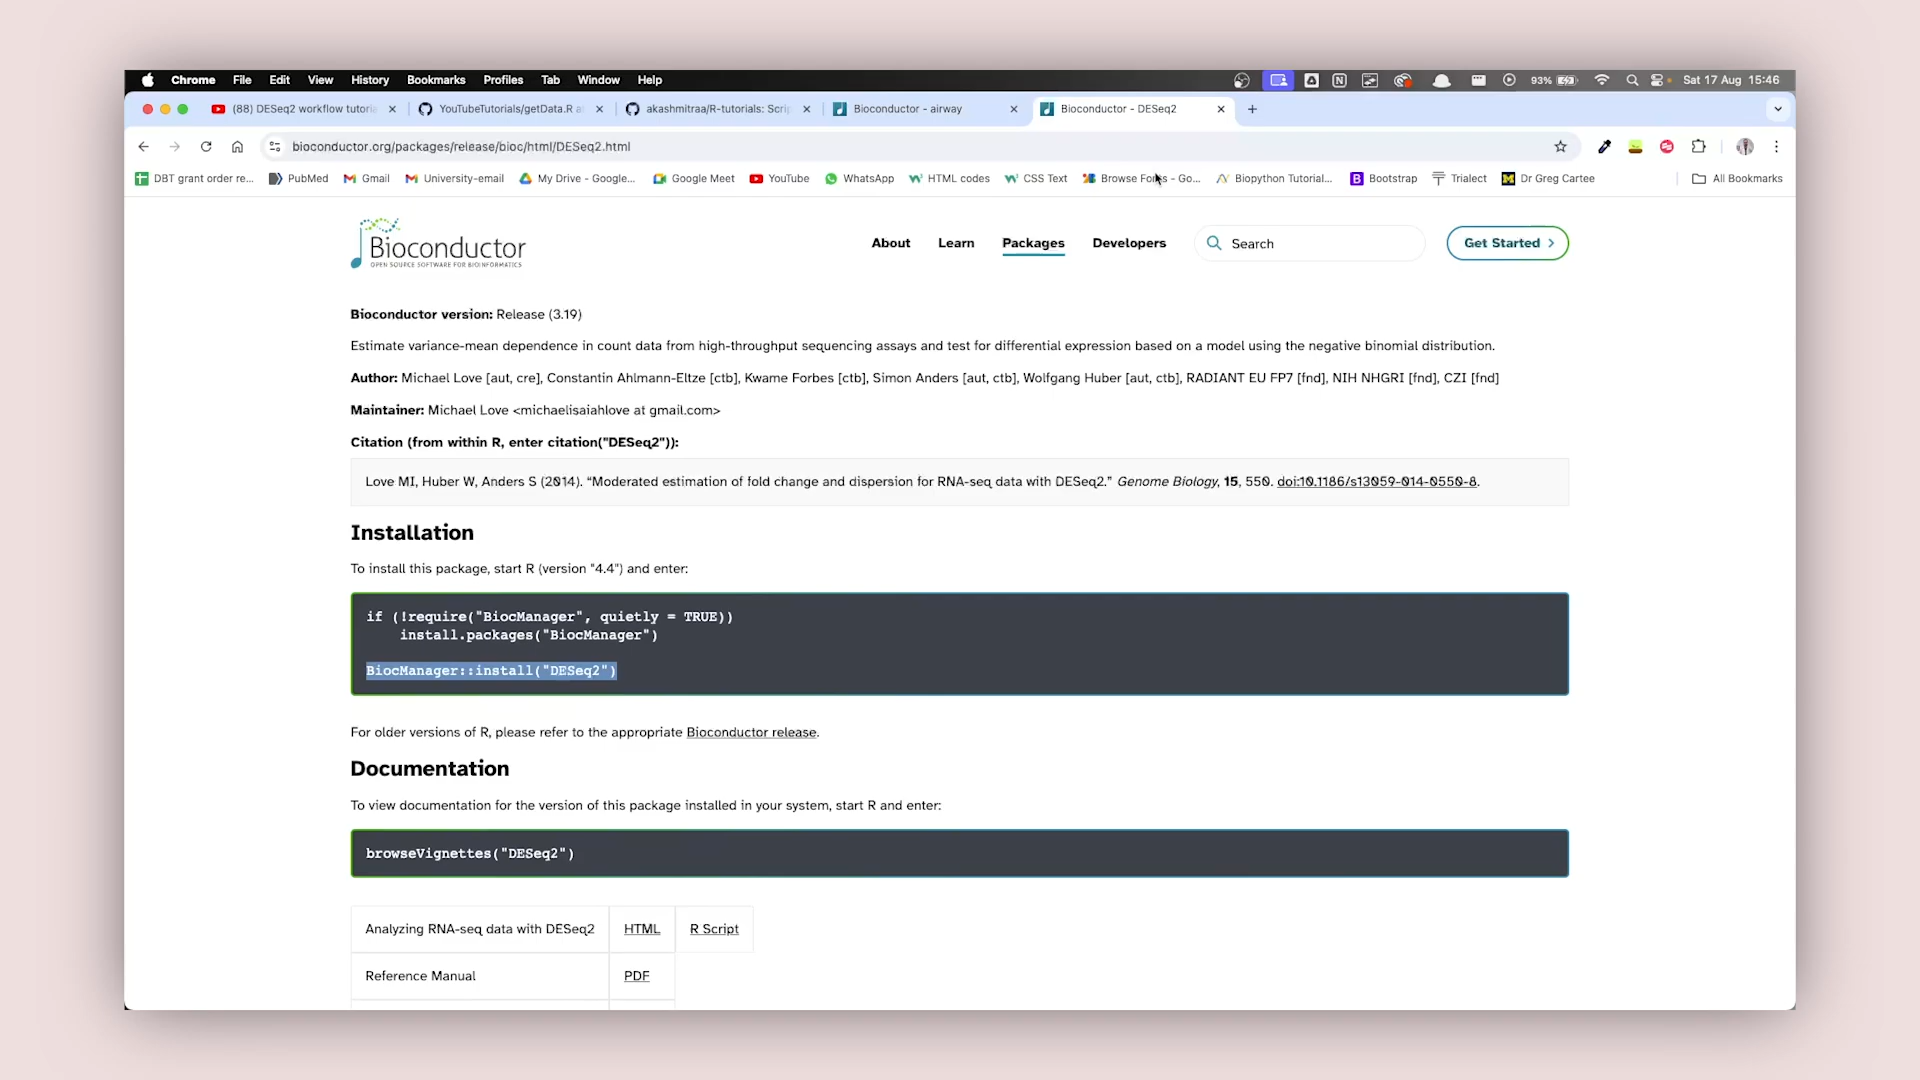 Chrome File Edit View History Bookmarks Profiles Tab Window Help 93% Sat 17 Aug 15:46
(88) DESeq2 workflow tutoria YouTubeTutorials/getData.R a akashmitraa/R-tutorials: Scrip Bioconductor - airway Bioconductor - DESeq2
bioconductor.org/packages/release/bioc/html/DESeq2.html
DBT grant order re... PubMed Gmail University-email My Drive - Google... Google Meet YouTube WhatsApp HTML codes CSS Text Browse Fo - Go... Biopython Tutorial... Bootstrap Trialect Dr Greg Cartee All Bookmarks
Bioconductor
OPEN SOURCE SOFTWARE FOR BIOINFORMATICS
About Learn Packages Developers Search Get Started
Bioconductor version: Release (3.19)
Estimate variance-mean dependence in count data from high-throughput sequencing assays and test for differential expression based on a model using the negative binomial distribution.
Author: Michael Love [aut, cre], Constantin Ahlmann-Eltze [ctb], Kwame Forbes [ctb], Simon Anders [aut, ctb], Wolfgang Huber [aut, ctb], RADIANT EU FP7 [fnd], NIH NHGRI [fnd], CZI [fnd]
Maintainer: Michael Love <michaelisaiahlove at gmail.com>
Citation (from within R, enter citation("DESeq2")):
Love MI, Huber W, Anders S (2014). “Moderated estimation of fold change and dispersion for RNA-seq data with DESeq2.” Genome Biology, 15, 550. doi:10.1186/s13059-014-0550-8.
Installation
To install this package, start R (version "4.4") and enter:
if (!require("BiocManager", quietly = TRUE))
install.packages("BiocManager")
BiocManager::install("DESeq2")
For older versions of R, please refer to the appropriate Bioconductor release.
Documentation
To view documentation for the version of this package installed in your system, start R and enter:
browseVignettes("DESeq2")
Analyzing RNA-seq data with DESeq2 HTML R Script
Reference Manual PDF